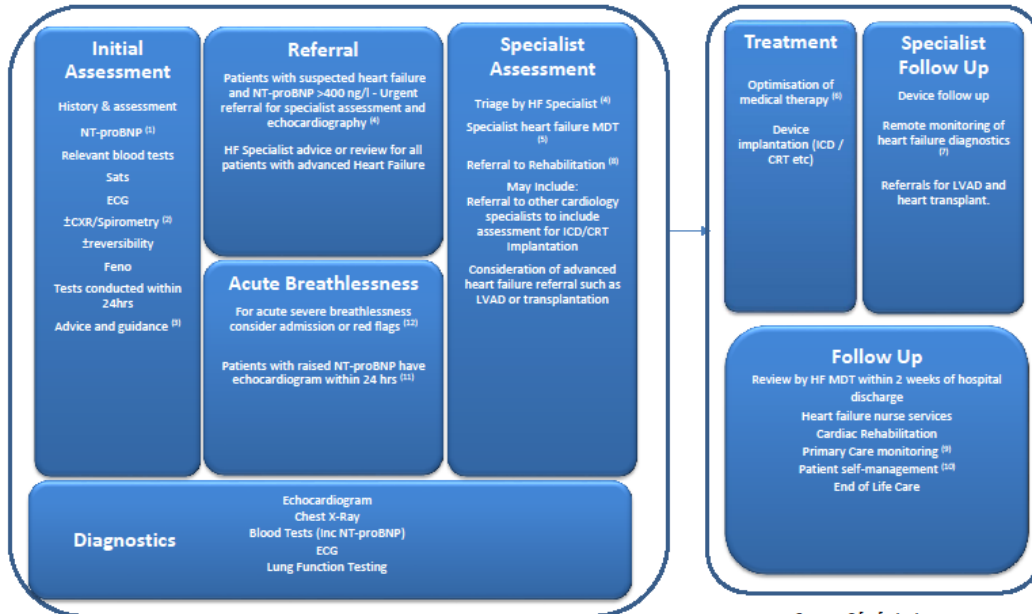 Initial
Assessment
History & assessment
NT-proBNP (1)
Relevant blood tests
Sats
ECG
±CXR/Spirometry (2)
±reversibility
Feno
Tests conducted within
24hrs
Advice and guidance (3)
Referral
Patients with suspected heart failure
and NT-proBNP >400 ng/l - Urgent
referral for specialist assessment and
echocardiography (4)
HF Specialist advice or review for all
patients with advanced Heart Failure
Acute Breathlessness
For acute severe breathlessness
consider admission or red flags (12)
Patients with raised NT-proBNP have
echocardiogram within 24 hrs (11)
Specialist
Assessment
Triage by HF Specialist (4)
Specialist heart failure MDT
(5)
Referral to Rehabilitation (8)
May Include:
Referral to other cardiology
specialists to include
assessment for ICD/CRT
Implantation
Consideration of advanced
heart failure referral such as
LVAD or transplantation
Diagnostics
Echocardiogram
Chest X-Ray
Blood Tests (Inc NT-proBNP)
ECG
Lung Function Testing
Treatment
Optimisation of
medical therapy (6)
Device
implantation (ICD /
CRT etc)
Specialist
Follow Up
Device follow up
Remote monitoring of
heart failure diagnostics
(7)
Referrals for LVAD and
heart transplant.
Follow Up
Review by HF MDT within 2 weeks of hospital
discharge
Heart failure nurse services
Cardiac Rehabilitation
Primary Care monitoring (9)
Patient self-management (10)
End of Life Care